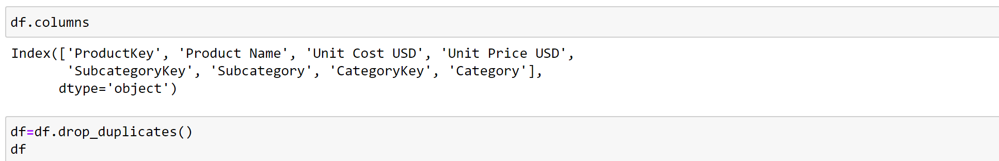 df.columns
Index(['ProductKey', 'Product Name', 'Unit Cost USD', 'Unit Price USD',
       'SubcategoryKey', 'Subcategory', 'CategoryKey', 'Category'],
      dtype='object')
df=df.drop_duplicates()
df